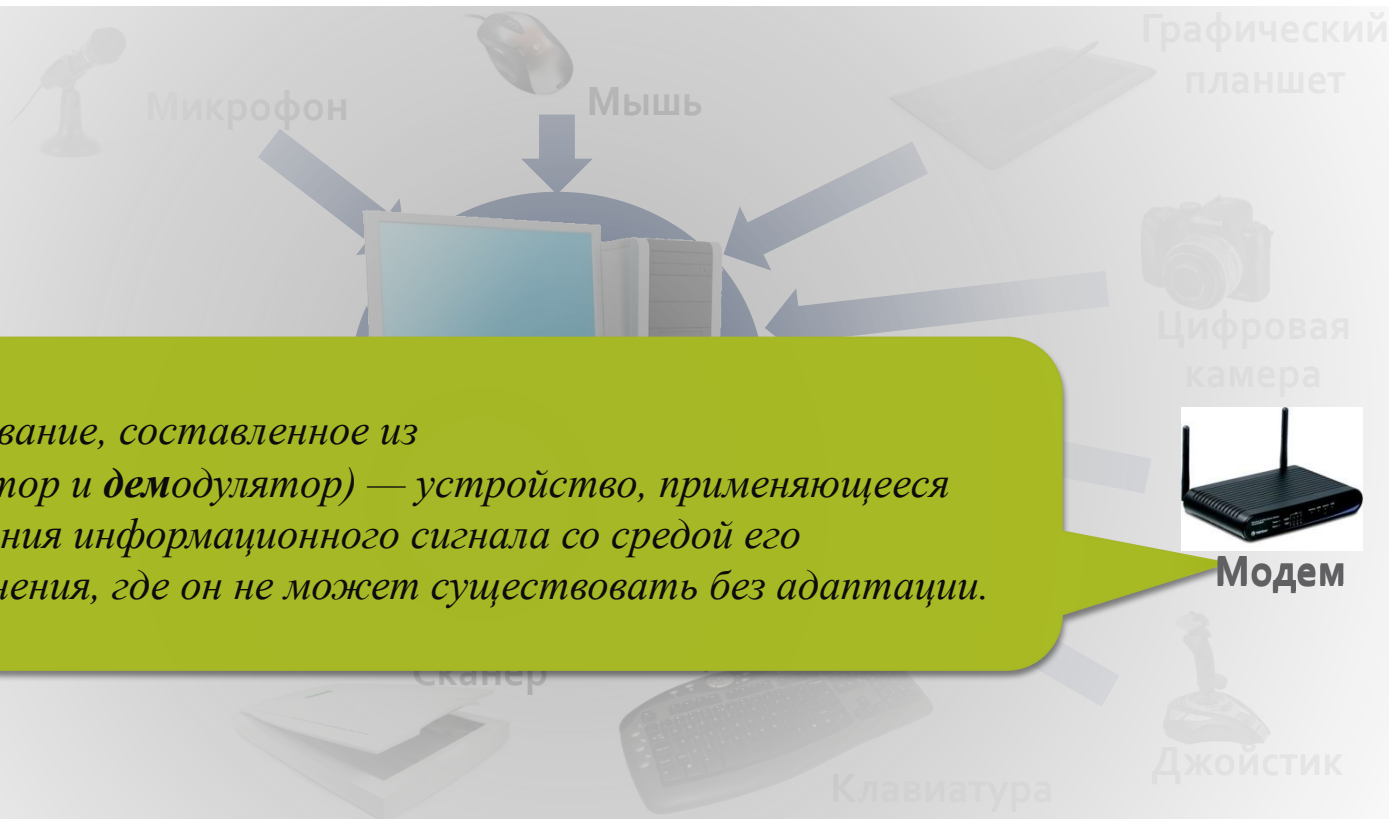 Графический
планшет
Микрофон
Мышь
Цифровая
камера
вание, составленное из
тор и демодулятор) — устройство, применяющееся
ния информационного сигнала со средой его
чения, где он не может существовать без адаптации.
Модем
Сканер
Джойстик
Клавиатура